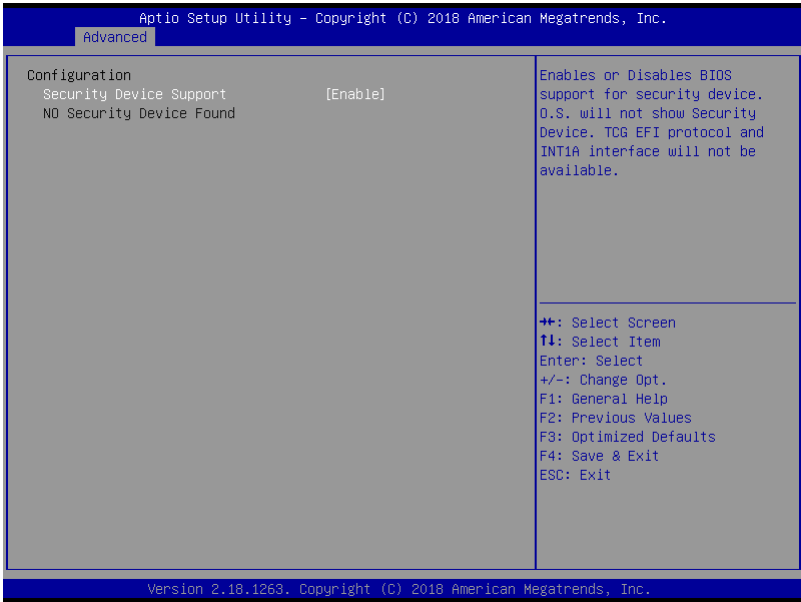 Aptio Setup Utility – Copyright (C) 2018 American Megatrends, Inc.
Advanced
Configuration
Security Device Support [Enable]
NO Security Device Found
Enables or Disables BIOS
support for security device.
O.S. will not show Security
Device. TCG EFI protocol and
INT1A interface will not be
available.
→←: Select Screen
↑↓: Select Item
Enter: Select
+/-: Change Opt.
F1: General Help
F2: Previous Values
F3: Optimized Defaults
F4: Save & Exit
ESC: Exit
Version 2.18.1263. Copyright (C) 2018 American Megatrends, Inc.